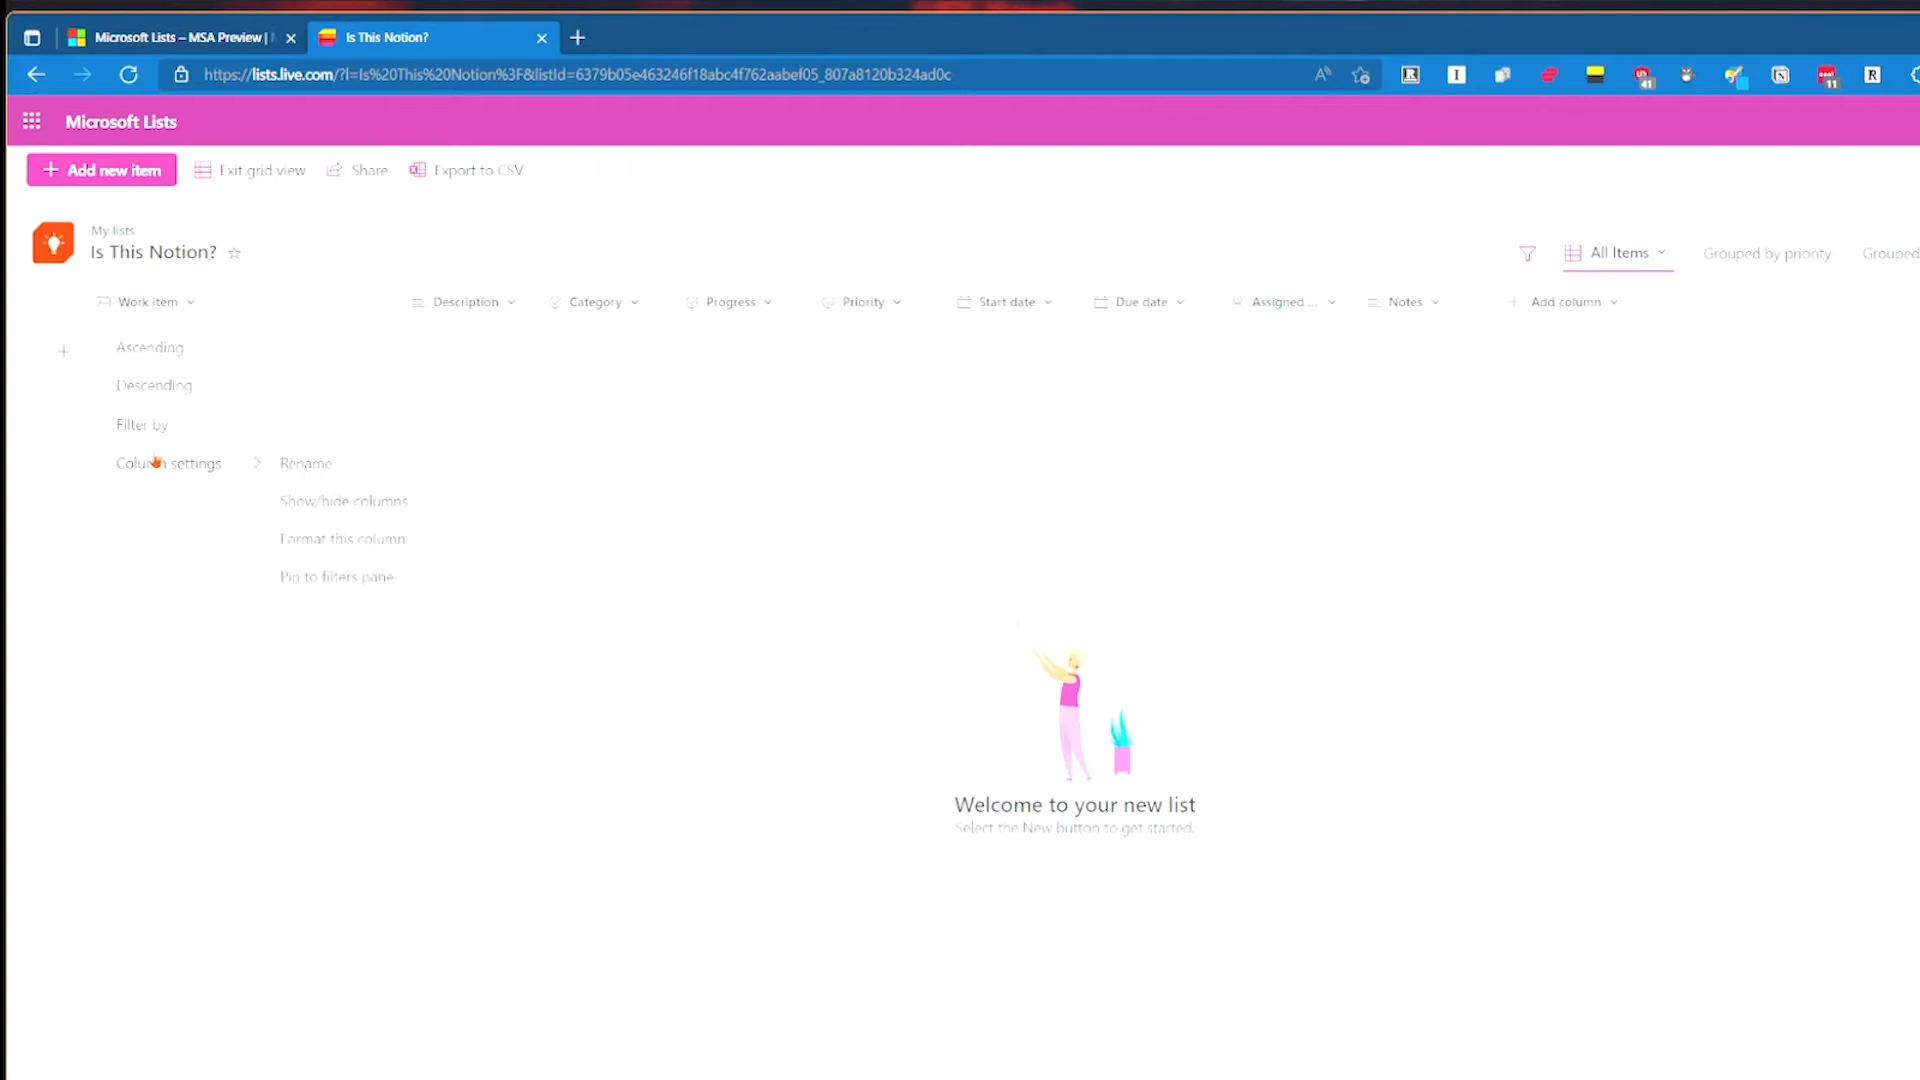 Microsoft Lists – MSA Preview |
Is This Notion?
https://lists.live.com/?l=Is%20This%20Notion%3F&listId=6379b05e463246f18abc4f762aabef05_807a8120b324ad0c
41
11
Microsoft Lists
Add new item
Exit grid view
Share
Export to CSV
My lists
Is This Notion?
All Items
Grouped by priority
Grouped
Work item
Description
Category
Progress
Priority
Start date
Due date
Assigned ...
Notes
Add column
Ascending
Descending
Filter by
Column settings
Rename
Show/hide columns
Format this column
Pin to filters pane
Welcome to your new list
Select the New button to get started.